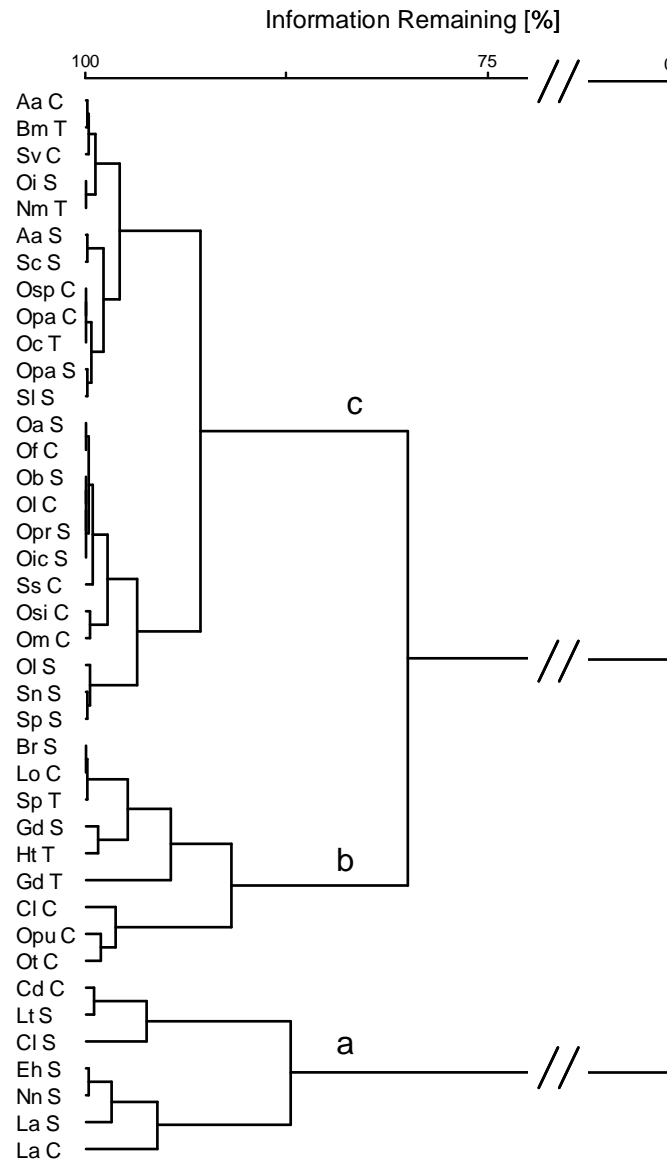 Information Remaining [%]
100 75 0
Aa C
Bm T
Sv C
Oi S
Nm T
Aa S
Sc S
Osp C
Opa C
Oc T
Opa S
Sl S
c
Oa S
Of C
Ob S
Ol C
Opr S
Oic S
Ss C
Osi C
Om C
Ol S
Sn S
Sp S
Br S
Lo C
Sp T
Gd S
Ht T
b
Gd T
Cl C
Opu C
Ot C
Cd C
Lt S
Cl S
a
Eh S
Nn S
La S
La C